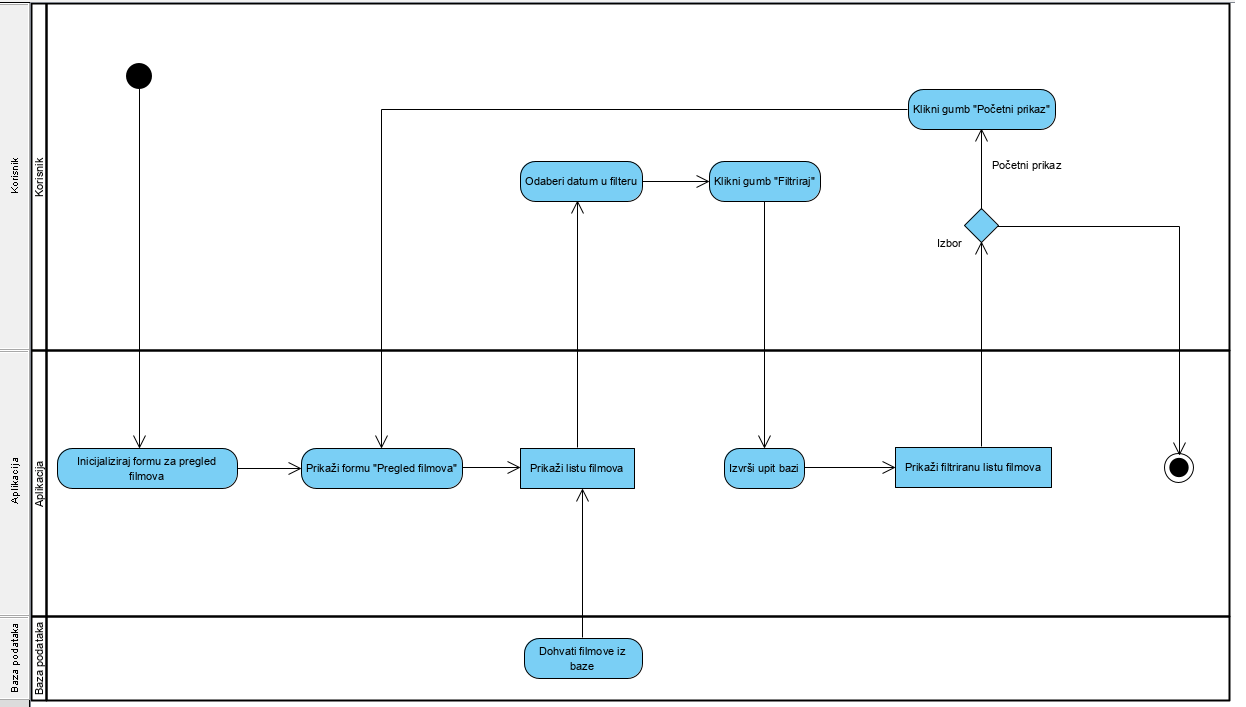 Korisnik
Korisnik
Klikni gumb "Početni prikaz"
Početni prikaz
Odaberi datum u filteru
Klikni gumb "Filtriraj"
Izbor
Aplikacija
Aplikacija
Inicijaliziraj formu za pregled
filmova
Prikaži formu "Pregled filmova"
Prikaži listu filmova
Izvrši upit bazi
Prikaži filtriranu listu filmova
Baza podataka
Baza podataka
Dohvati filmove iz
baze